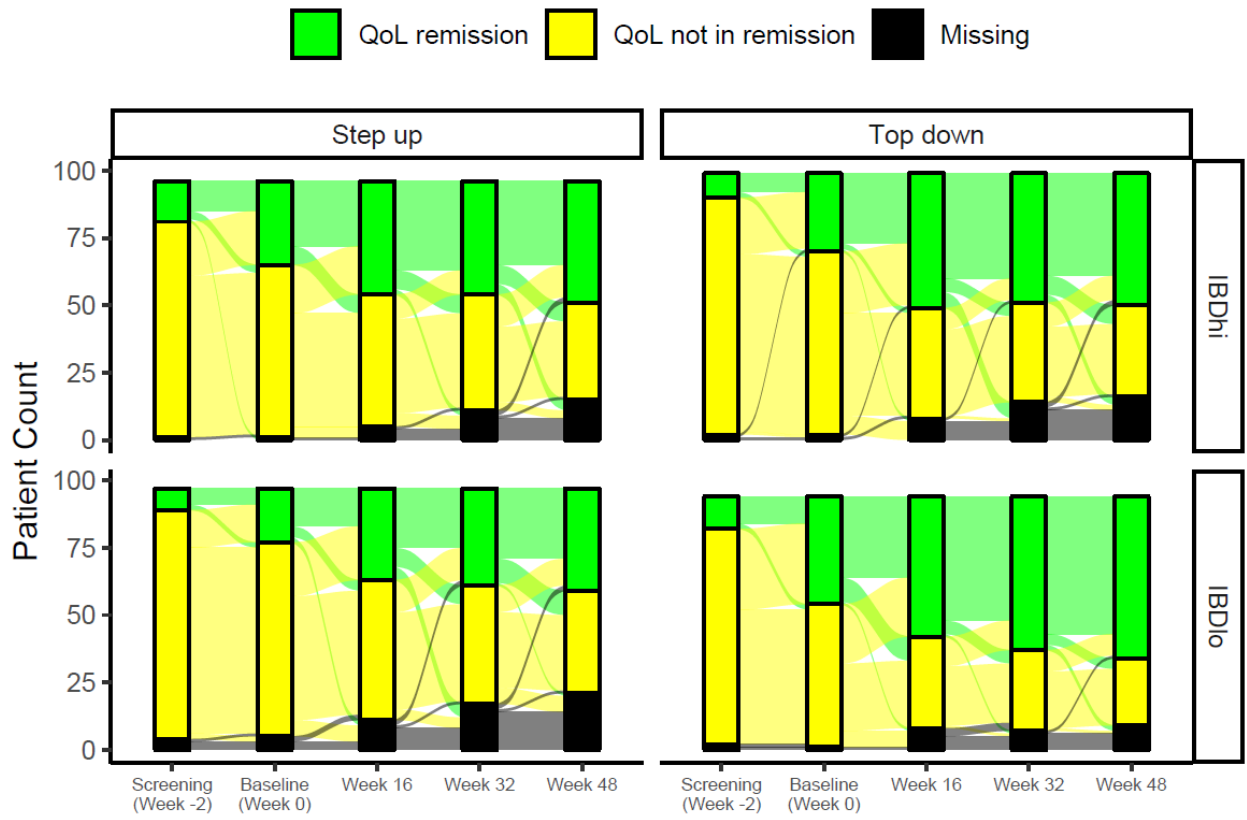 QoL remission QoL not in remission Missing
Step up Top down
Patient Count
100
75
50
25
0
IBDhi
100
75
50
25
0
IBDlo
Screening (Week -2) Baseline (Week 0) Week 16 Week 32 Week 48
Screening (Week -2) Baseline (Week 0) Week 16 Week 32 Week 48